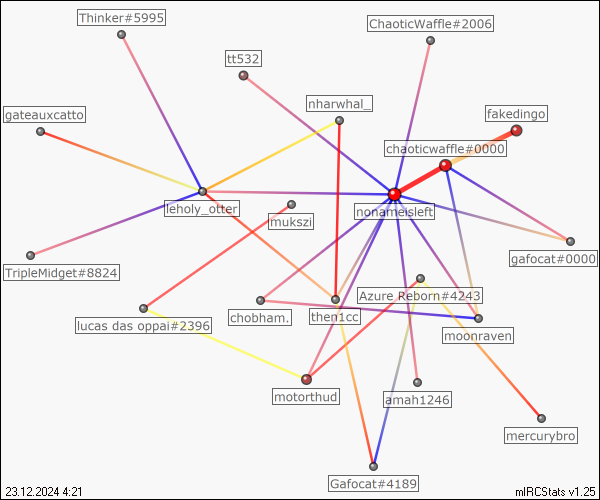 Thinker#5995
ChaoticWaffle#2006
tt532
nharwhal_
gateauxcatto
fakedingo
chaoticwaffle#0000
leholy_otter
mukszi
nonameisleft
TripleMidget#8824
gafocat#0000
Azure Reborn#4243
lucas das oppai#2396
chobham.
then1cc
moonraven
motorthud
amah1246
mercurybro
Gafocat#4189
23.12.2024 4:21
mIRCStats v1.25